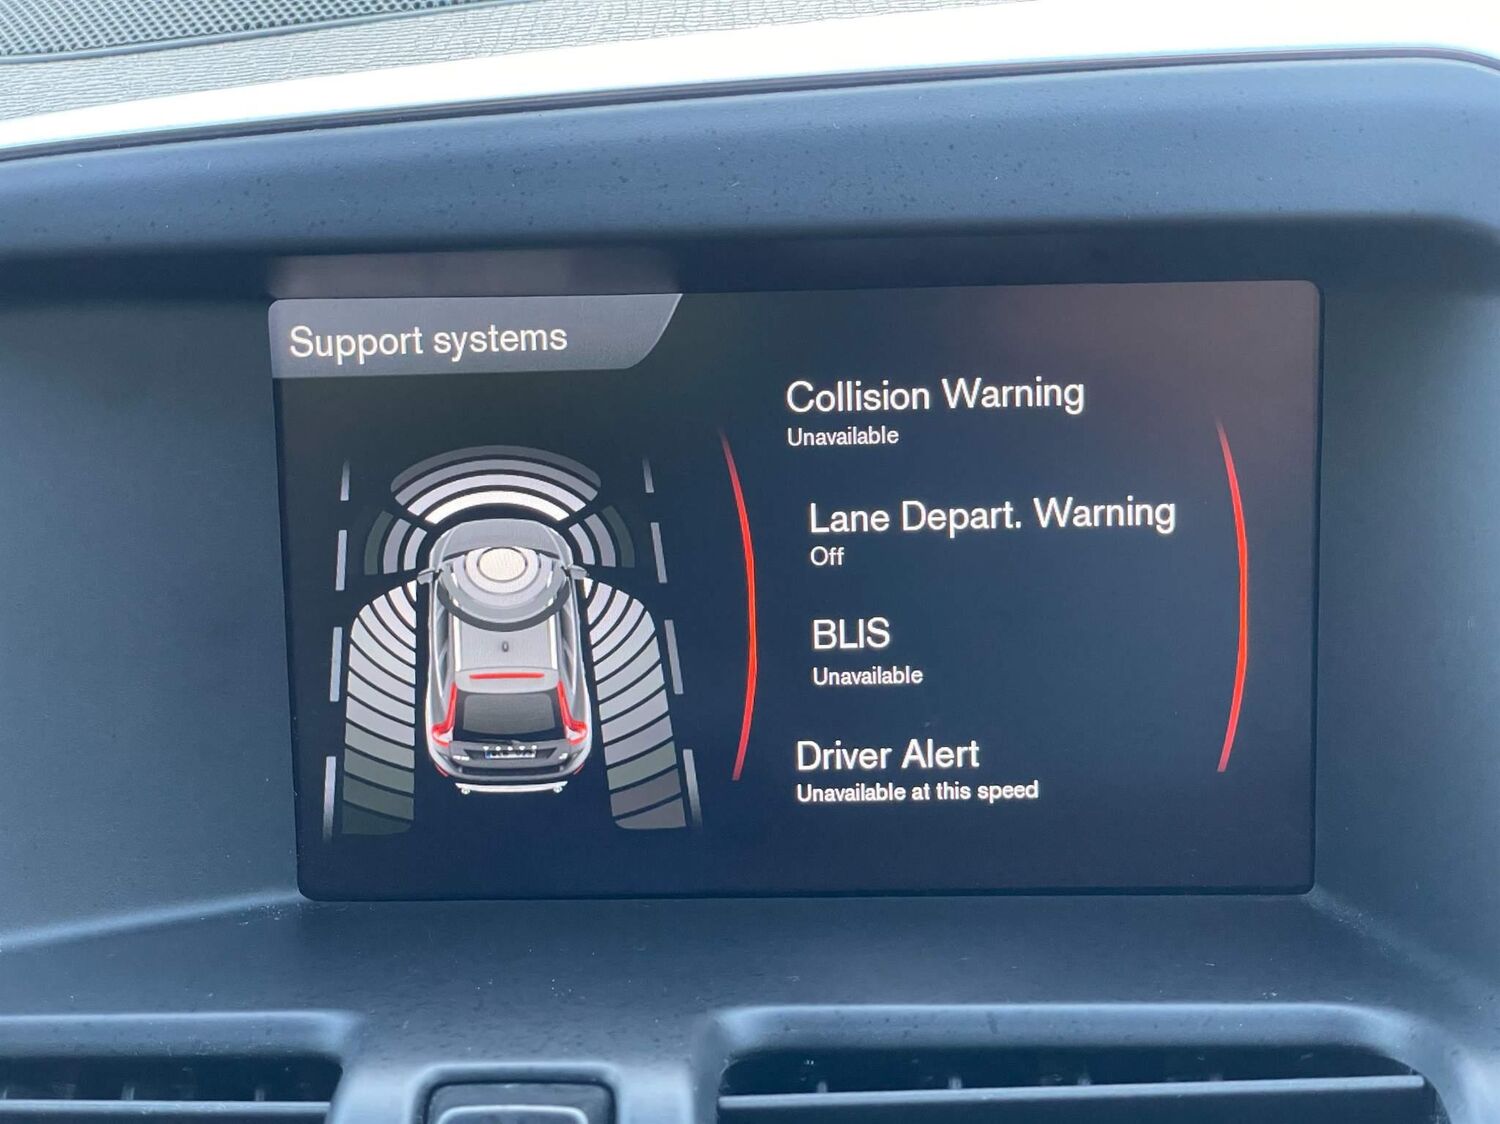 Support systems
Collision Warning
Unavailable
Lane Depart. Warning
Off
BLIS
Unavailable
Driver Alert
Unavailable at this speed